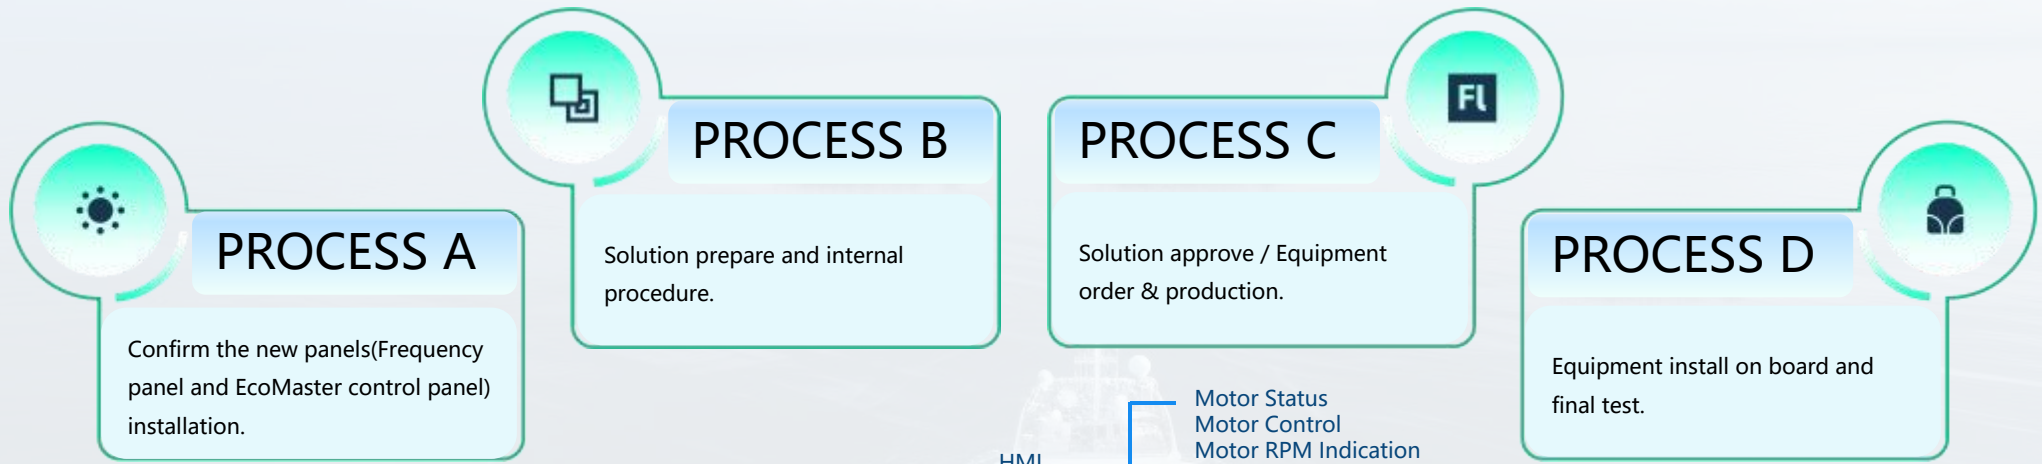 PROCESS A
Confirm the new panels(Frequency
panel and EcoMaster control panel)
installation.
PROCESS B
Solution prepare and internal
procedure.
PROCESS C
Solution approve / Equipment
order & production.
FL
PROCESS D
Equipment install on board and
final test.
Motor Status
Motor Control
Motor RPM Indication
HMI